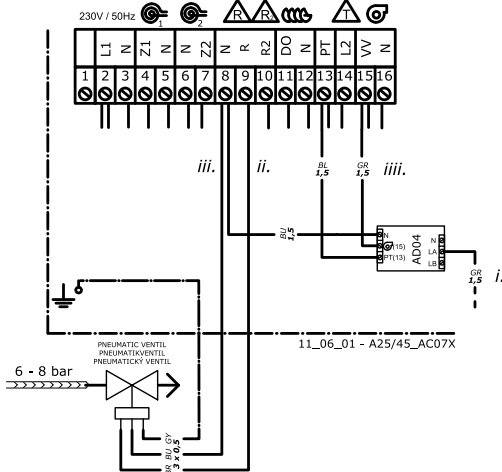 230V / 50Hz
1
2
R
R2
T
L1 N Z1 N N Z2 N R R2 DO N PT L2 VV N
1 2 3 4 5 6 7 8 9 10 11 12 13 14 15 16
iii.
ii.
BL
1,5
GR
1,5
iiii.
BU
1,5
N
(15)
PT(13)
AD04
N
LA
LB
GR
1,5
i.
11_06_01 - A25/45_AC07X
PNEUMATIC VENTIL
PNEUMATIKVENTIL
PNEUMATICKÝ VENTIL
6 - 8 bar
BR BU GY
3 x 0,5